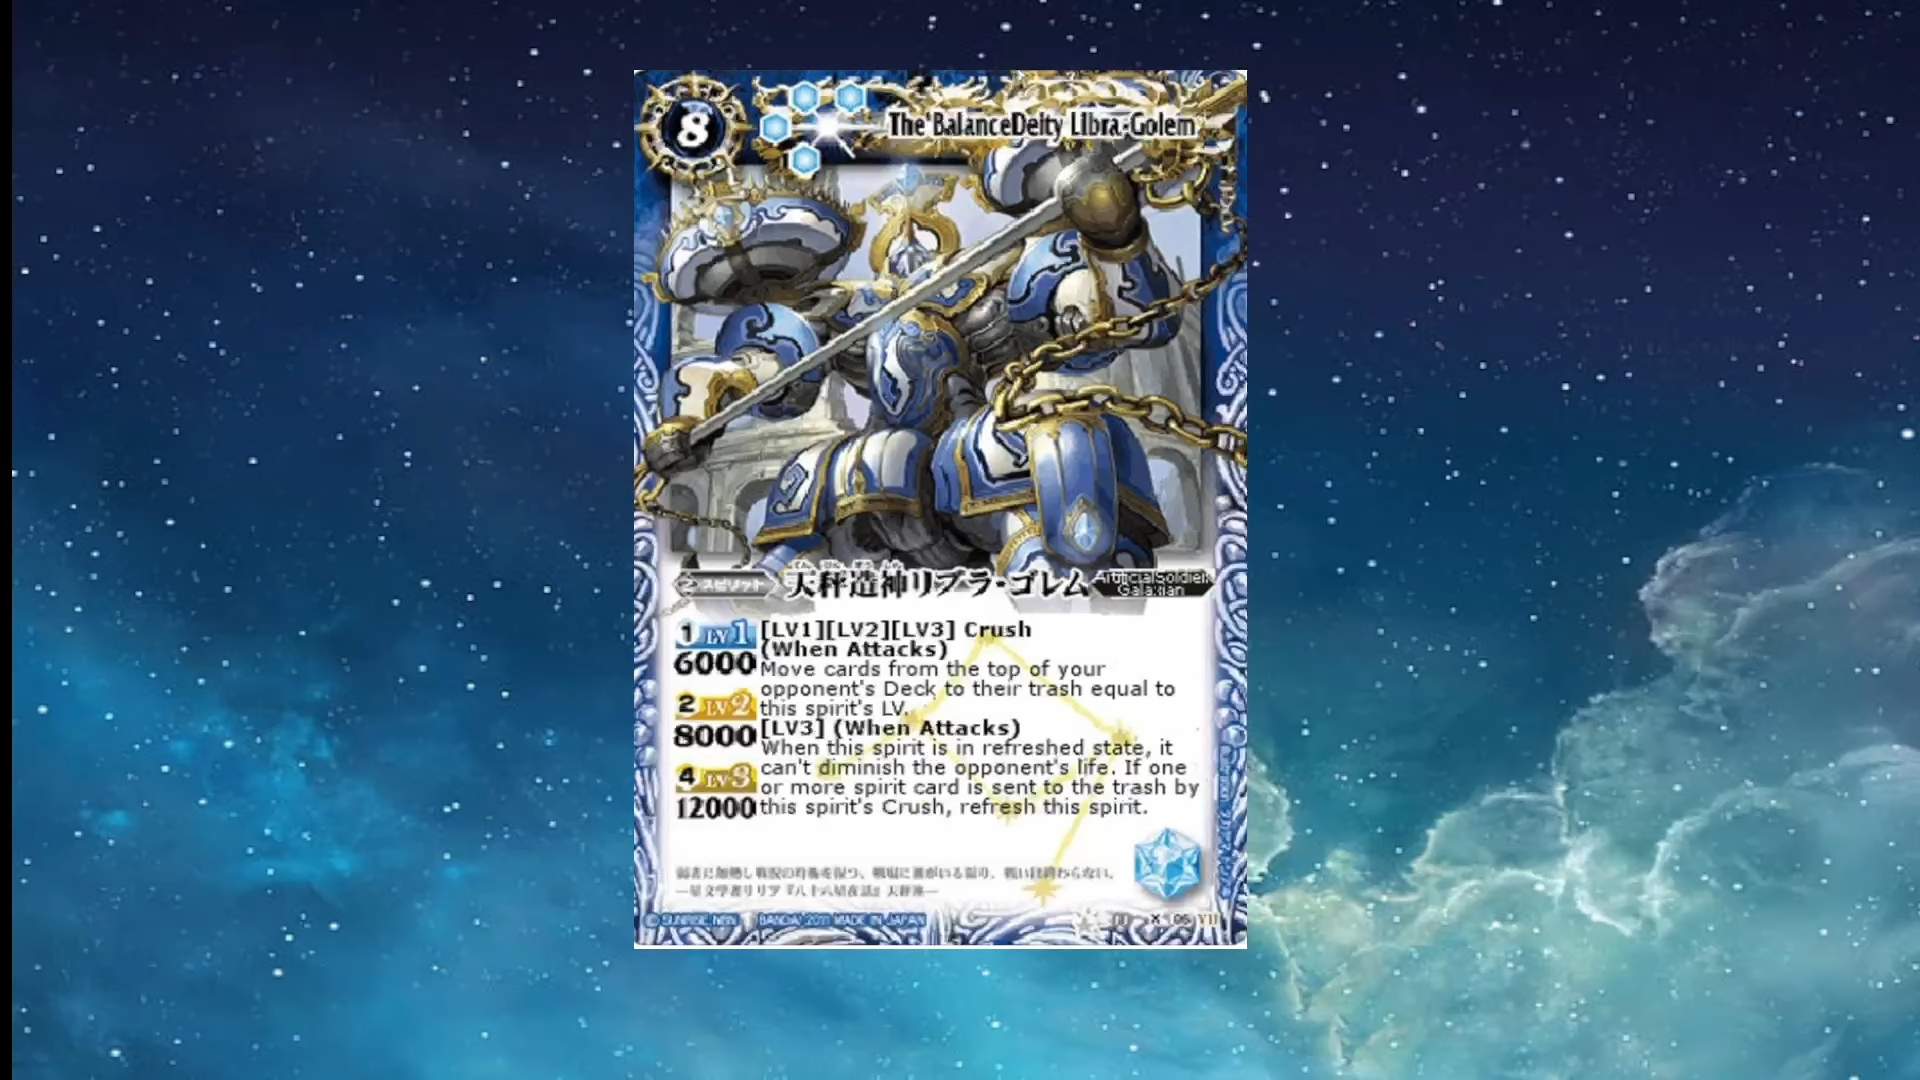 8
The BalanceDeity Libra-Golem
スピリット
天秤造神リブラ・ゴレム
ArtificialSoldier
Galaxian
1 LV1
6000
2 LV2
8000
4 LV3
12000
[LV1][LV2][LV3] Crush
(When Attacks)
Move cards from the top of your
opponent's Deck to their trash equal to
this spirit's LV.
[LV3] (When Attacks)
When this spirit is in refreshed state, it
can't diminish the opponent's life. If one
or more spirit card is sent to the trash by
this spirit's Crush, refresh this spirit.
© SUNRISE, NBN BANDAI 2011 MADE IN JAPAN